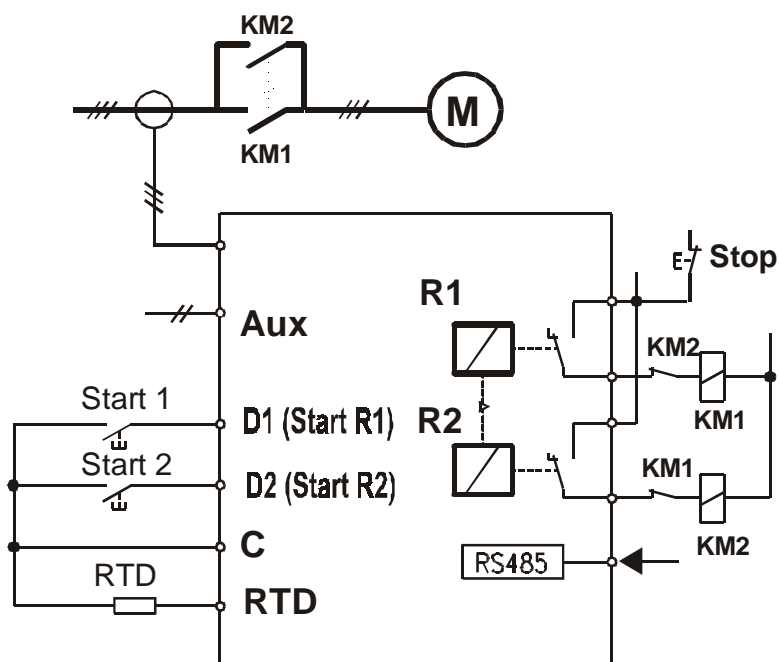 KM2
M
KM1
Stop
R1
Aux
KM2
Start 1
KM1
D1 (Start R1)
R2
Start 2
KM1
D2 (Start R2)
KM2
C
RS485
RTD
RTD